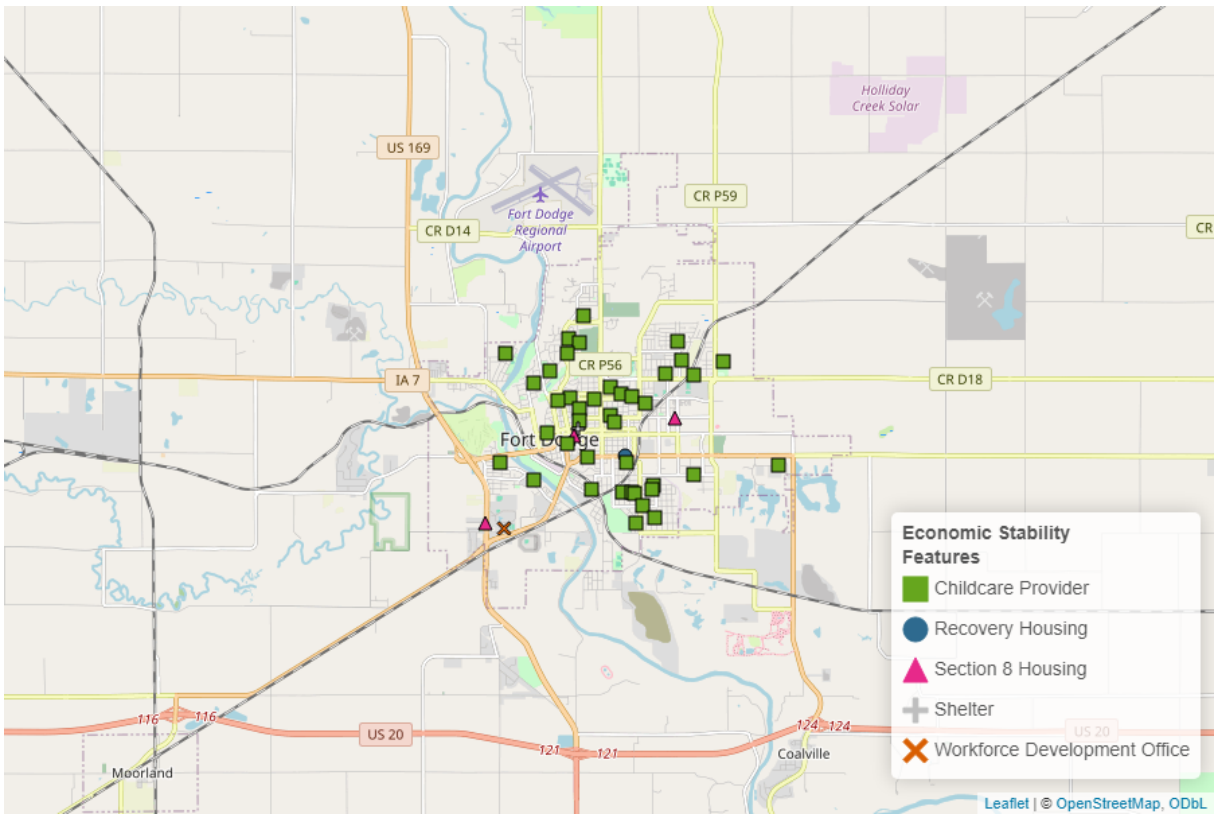 Holliday
Creek Solar
US 169
CR P59
Fort Dodge
Regional
Airport
CR D14
CR
CR P56
IA 7
CR D18
Fort Dodge
Economic Stability
Features
Childcare Provider
Recovery Housing
Section 8 Housing
Shelter
Workforce Development Office
116
116
US 20
121
121
124, 124
US 20
Coalville
Moorland
Leaflet | © OpenStreetMap, ODbL